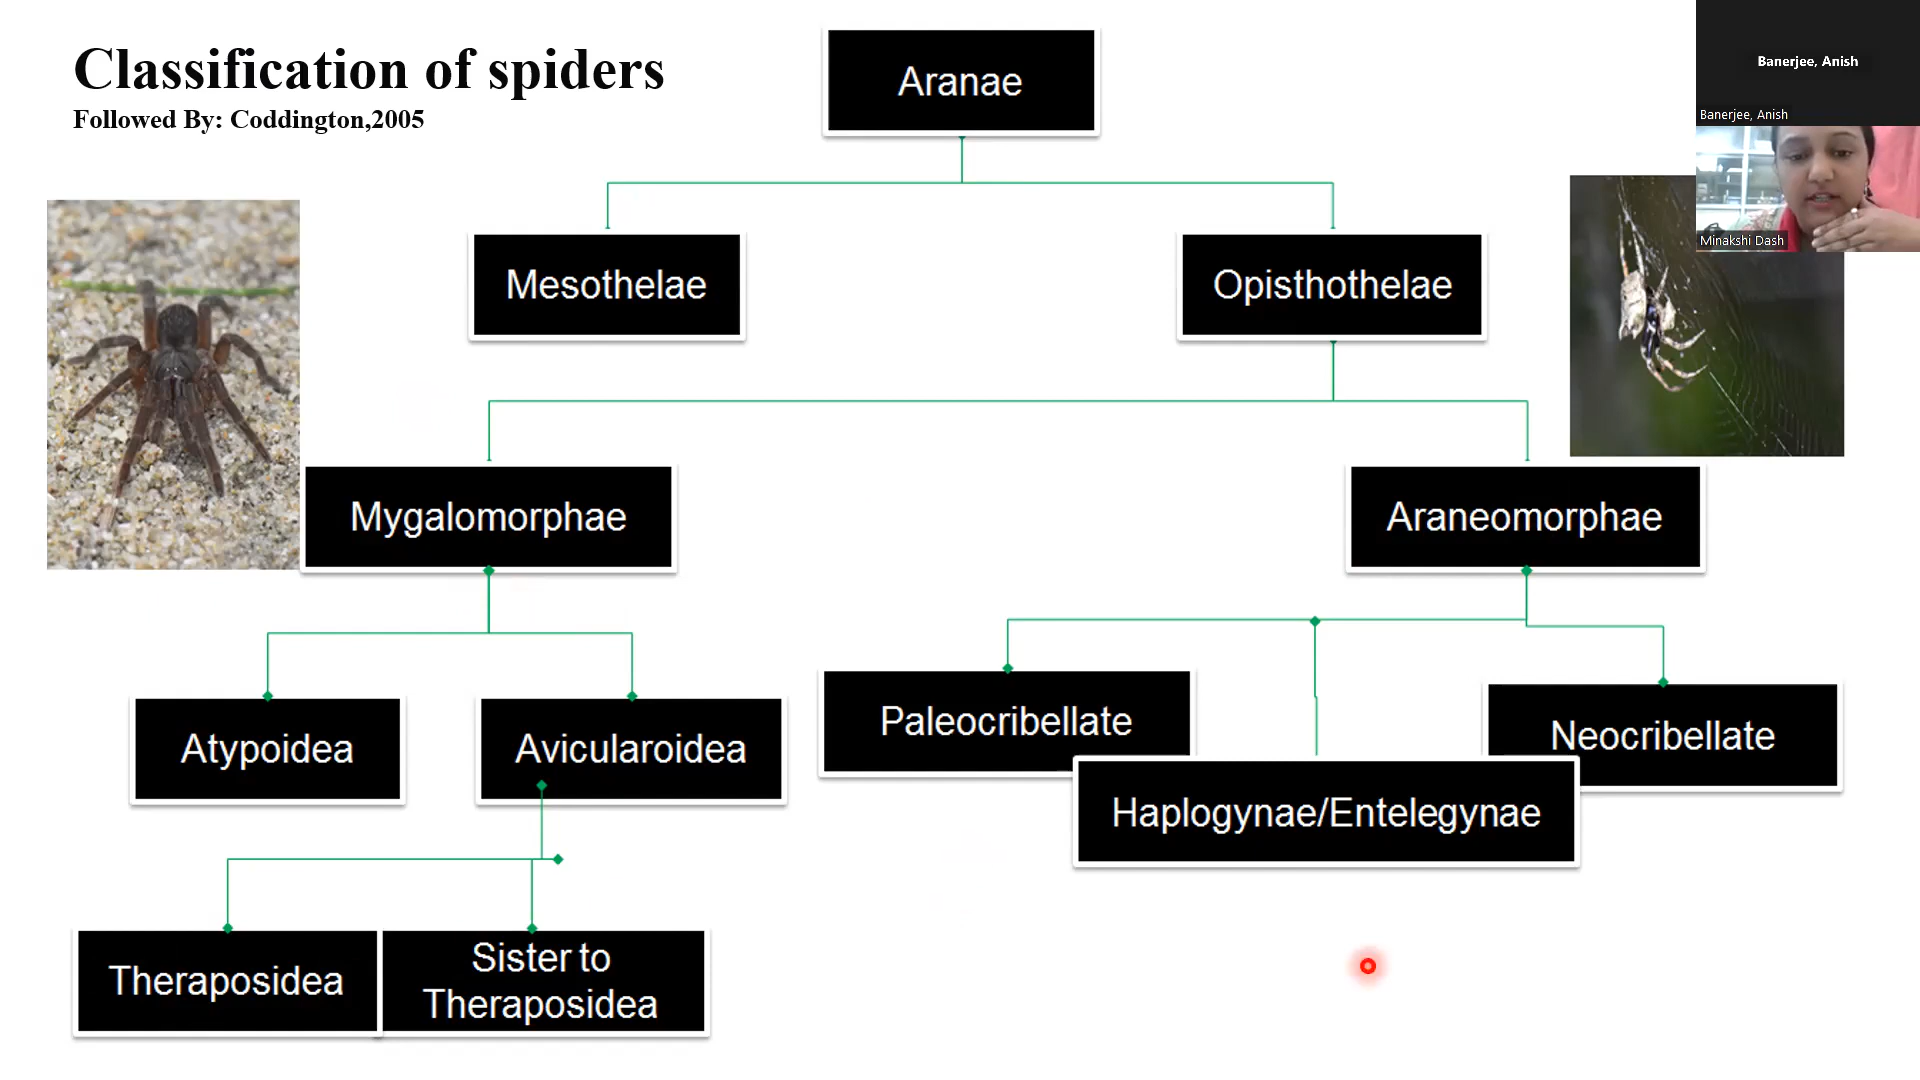 Classification of spiders
Followed By: Coddington,2005
Aranae
Banerjee, Anish
Banerjee, Anish
Minakshi Dash
Mesothelae
Opisthothelae
Mygalomorphae
Araneomorphae
Atypoidea
Avicularoidea
Paleocribellate
Neocribellate
Haplogynae/Entelegynae
Theraposidea
Sister to
Theraposidea